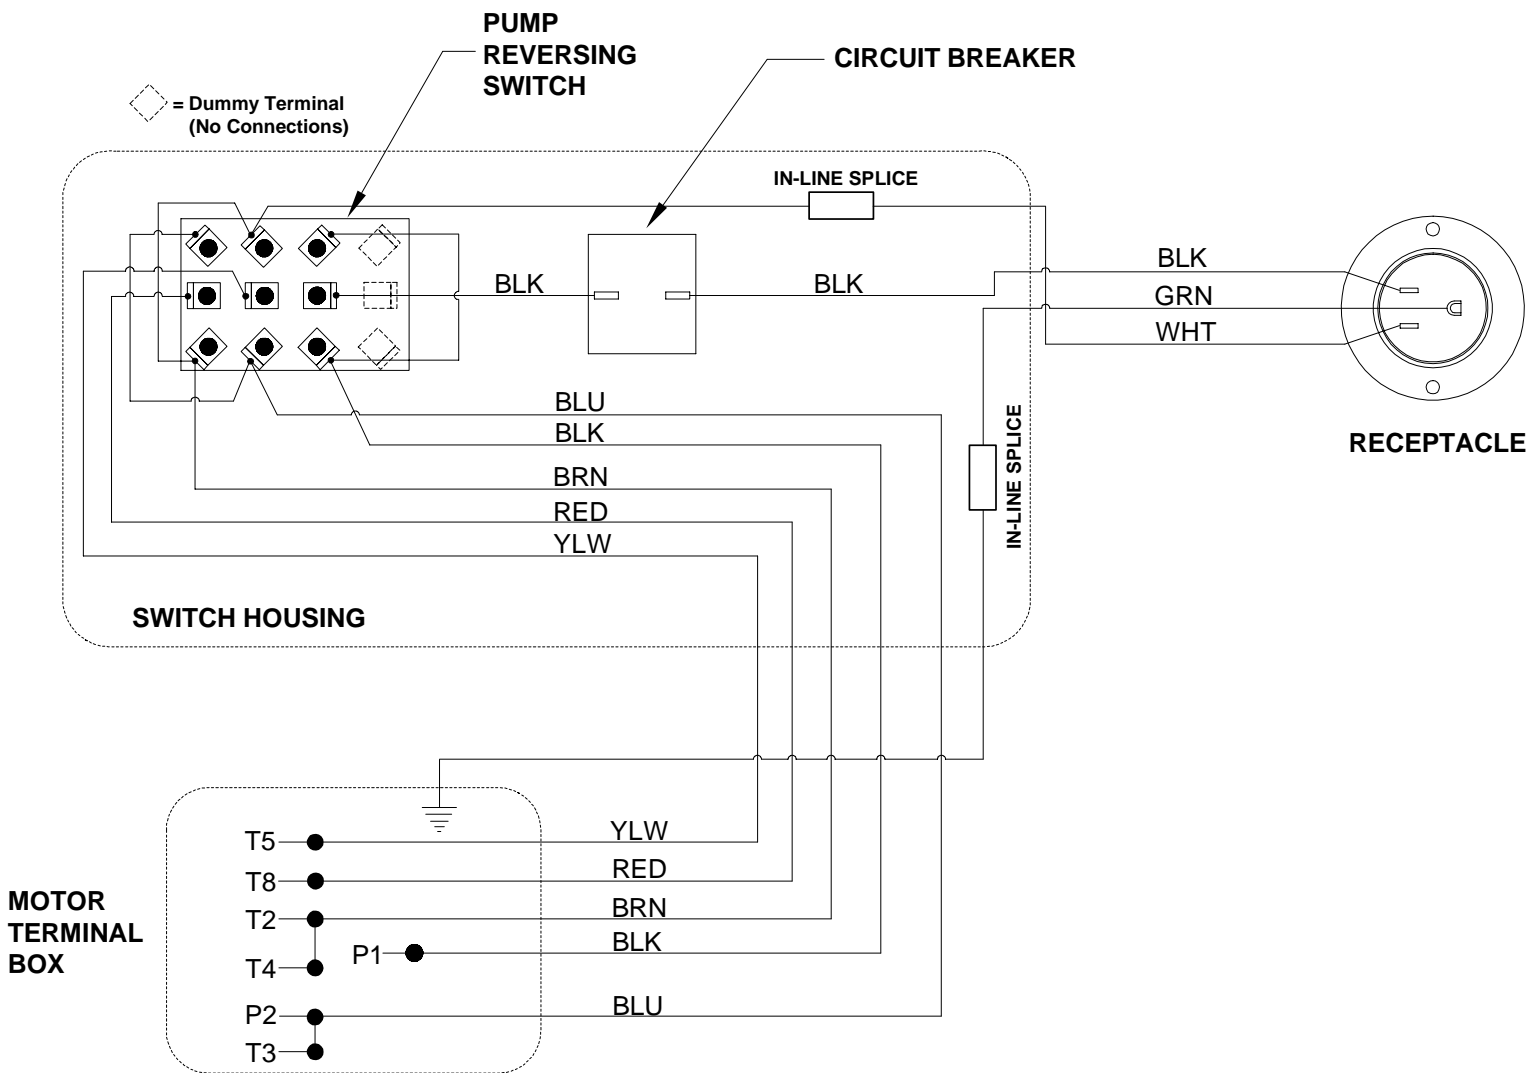 PUMP
REVERSING
SWITCH
CIRCUIT BREAKER
= Dummy Terminal
(No Connections)
IN-LINE SPLICE
BLK
BLK
BLK
GRN
WHT
RECEPTACLE
IN-LINE SPLICE
BLU
BLK
BRN
RED
YLW
SWITCH HOUSING
MOTOR
TERMINAL
BOX
T5
YLW
T8
RED
T2
BRN
P1
BLK
T4
P2
BLU
T3